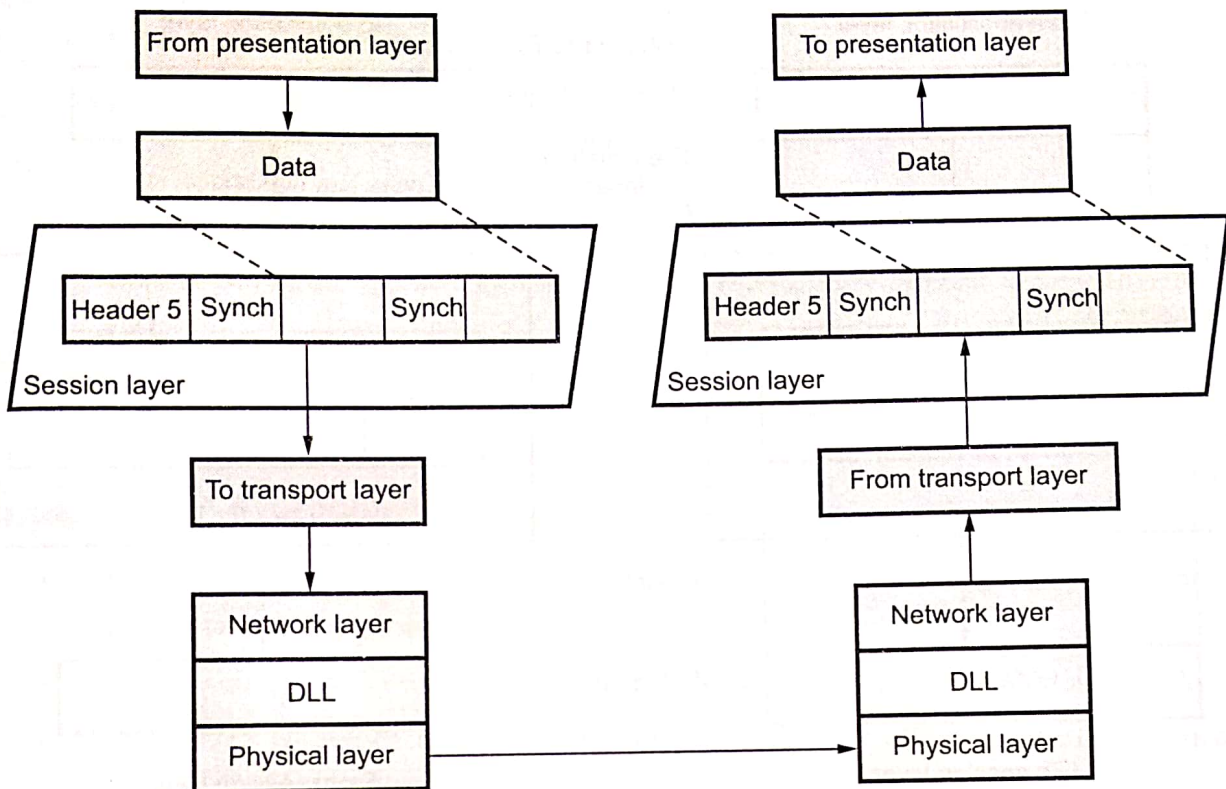 From presentation layer
Data
Header 5 Synch Synch
Session layer
To transport layer
Network layer
DLL
Physical layer
To presentation layer
Data
Header 5 Synch Synch
Session layer
From transport layer
Network layer
DLL
Physical layer